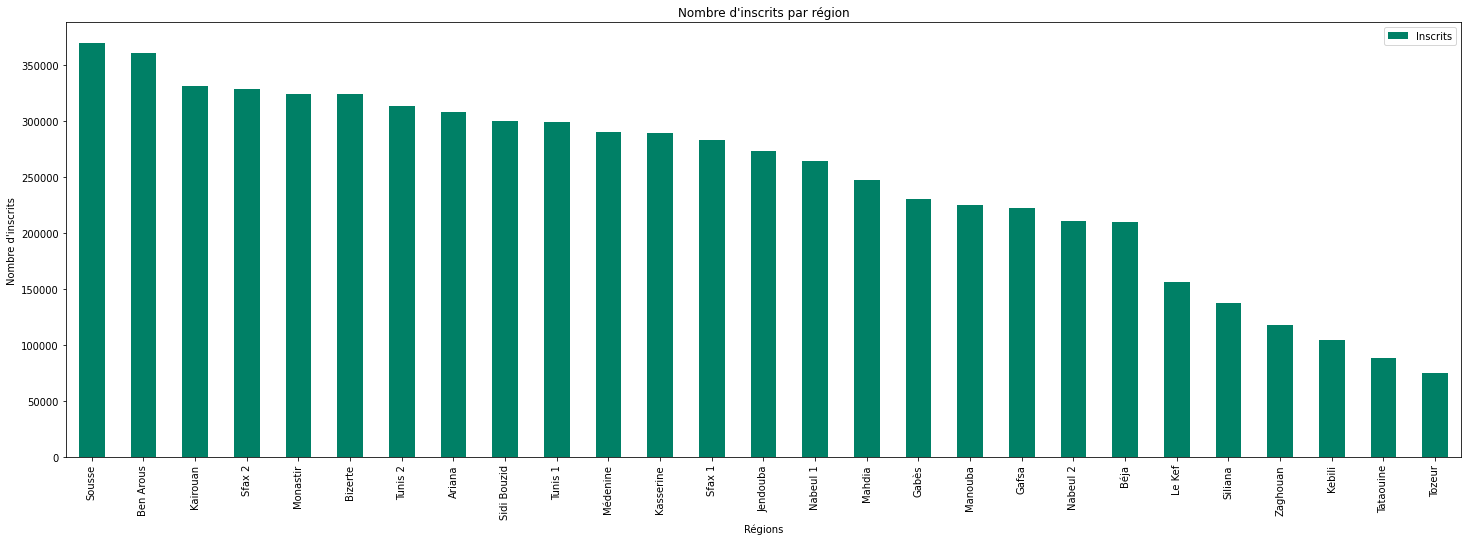 Nombre d'inscrits par région
Inscrits
Nombre d'inscrits
350000
300000
250000
200000
150000
100000
50000
0
Sousse
Ben Arous
Kairouan
Sfax 2
Monastir
Bizerte
Tunis 2
Ariana
Sidi Bouzid
Tunis 1
Médenine
Kasserine
Sfax 1
Jendouba
Nabeul 1
Mahdia
Gabès
Manouba
Gafsa
Nabeul 2
Béja
Le Kef
Siliana
Zaghouan
Kebili
Tataouine
Tozeur
Régions